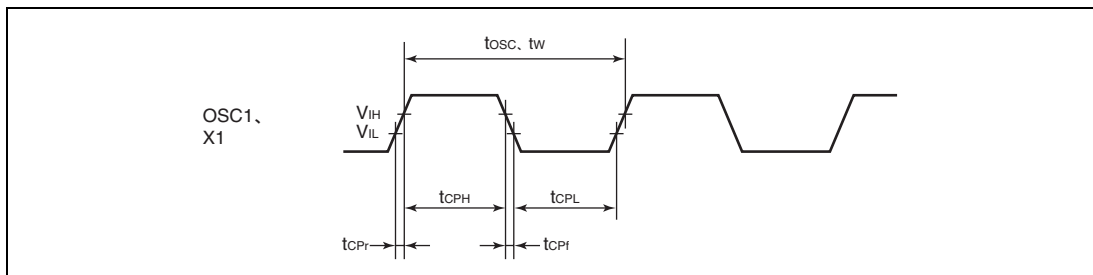 tOSC、tW
OSC1、
X1
VIH
VIL
tCPH
tCPL
tCPr
tCPf